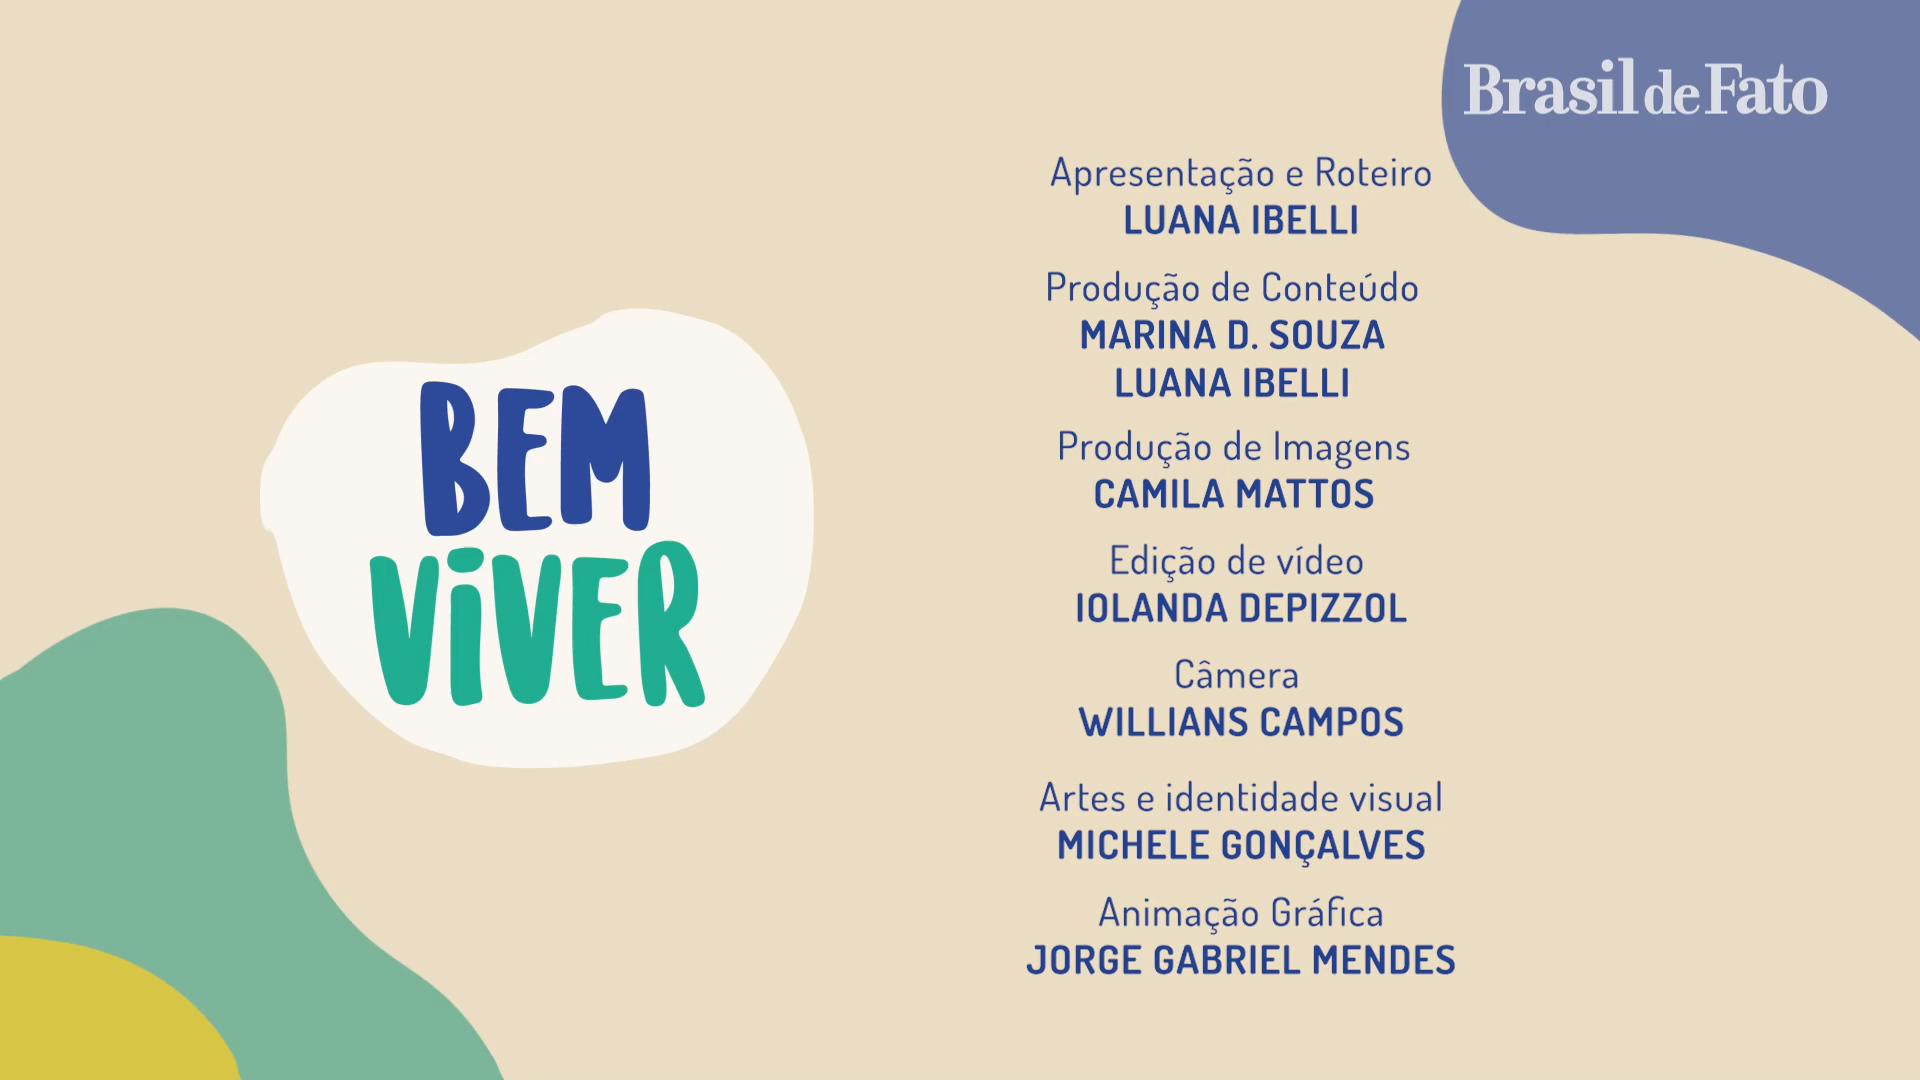 Brasil de Fato
BEM
ViVER
Apresentação e Roteiro
LUANA IBELLI
Produção de Conteúdo
MARINA D. SOUZA
LUANA IBELLI
Produção de Imagens
CAMILA MATTOS
Edição de vídeo
IOLANDA DEPIZZOL
Câmera
WILLIANS CAMPOS
Artes e identidade visual
MICHELE GONÇALVES
Animação Gráfica
JORGE GABRIEL MENDES